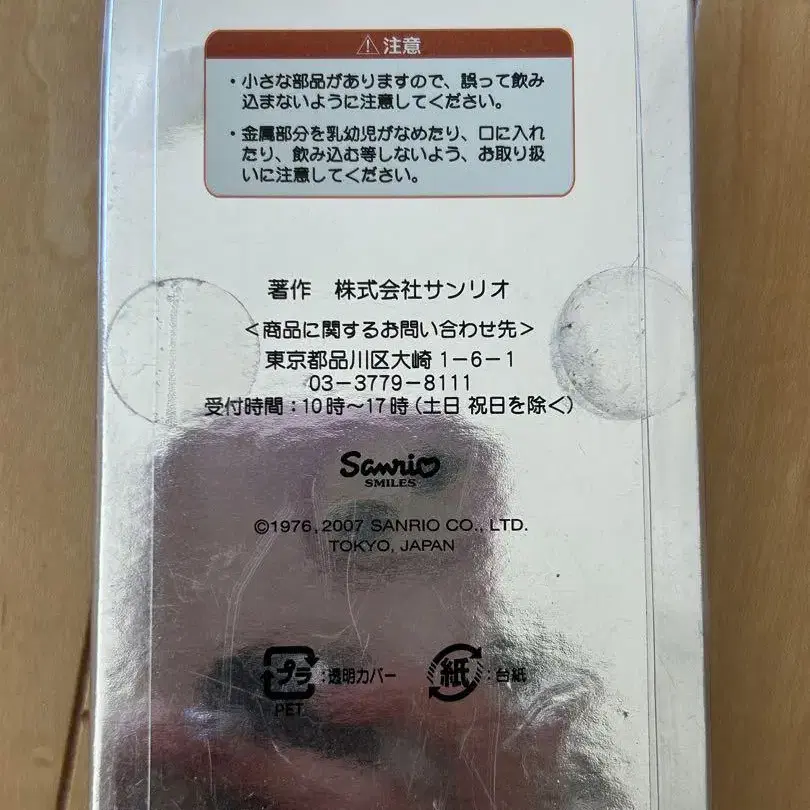 ⚠注意
・小さな部品がありますので、誤って飲み
込まないように注意してください。
・金属部分を乳幼児がなめたり、口に入れ
たり、飲み込む等しないよう、お取り扱
いに注意してください。
著作 株式会社サンリオ
<商品に関するお問い合わせ先>
東京都品川区大崎1-6-1
03-3779-8111
受付時間:10時~17時(土日 祝日を除く)
Sanrio
SMILES
©1976, 2007 SANRIO CO., LTD.
TOKYO, JAPAN
プラ:透明カバー
PET
紙:台紙